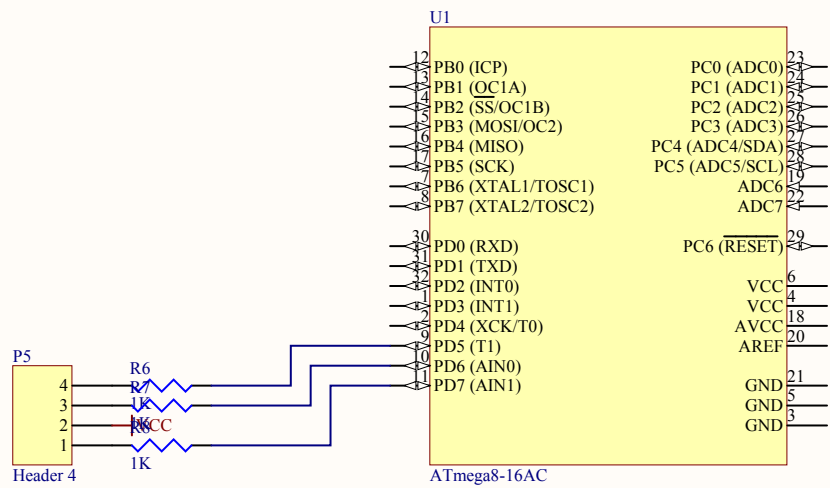 U1
12 PB0 (ICP) PC0 (ADC0) 23
13 PB1 (OC1A) PC1 (ADC1) 24
14 PB2 (SS/OC1B) PC2 (ADC2) 25
15 PB3 (MOSI/OC2) PC3 (ADC3) 26
16 PB4 (MISO) PC4 (ADC4/SDA) 27
17 PB5 (SCK) PC5 (ADC5/SCL) 28
7 PB6 (XTAL1/TOSC1) ADC6 19
8 PB7 (XTAL2/TOSC2) ADC7 22
30 PD0 (RXD) PC6 (RESET) 29
31 PD1 (TXD)
32 PD2 (INT0) VCC 6
1 PD3 (INT1) VCC 4
2 PD4 (XCK/T0) AVCC 18
9 PD5 (T1) AREF 20
10 PD6 (AIN0)
11 PD7 (AIN1) GND 21
GND 5
GND 3
ATmega8-16AC
P5
R6
4
R7
1K
3
2 VCC
1K
R8
1
1K
Header 4